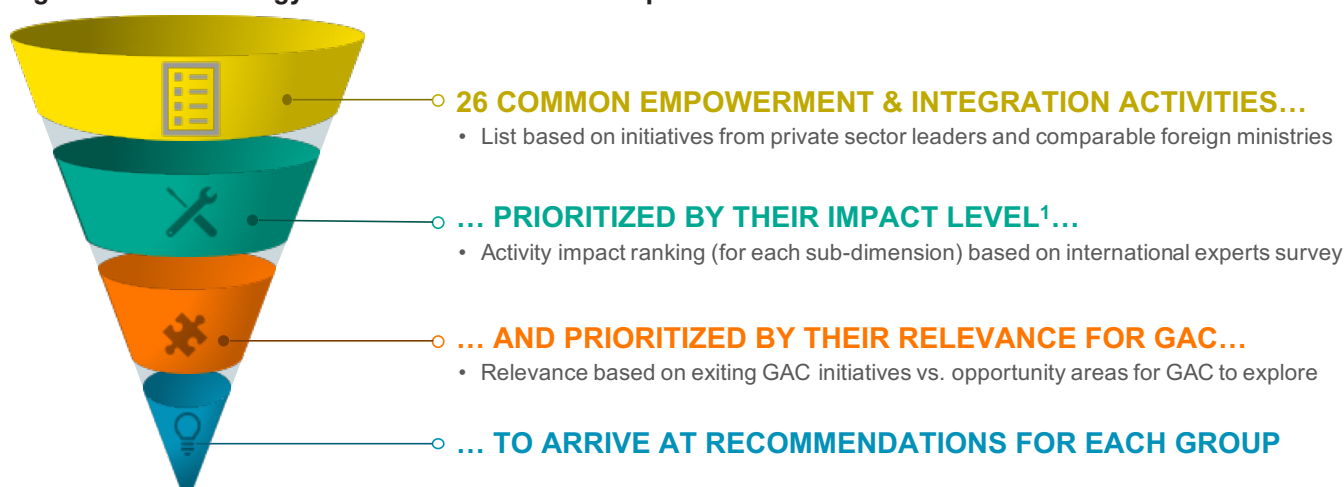 26 COMMON EMPOWERMENT & INTEGRATION ACTIVITIES…
• List based on initiatives from private sector leaders and comparable foreign ministries
… PRIORITIZED BY THEIR IMPACT LEVEL¹…
• Activity impact ranking (for each sub-dimension) based on international experts survey
… AND PRIORITIZED BY THEIR RELEVANCE FOR GAC…
• Relevance based on exiting GAC initiatives vs. opportunity areas for GAC to explore
… TO ARRIVE AT RECOMMENDATIONS FOR EACH GROUP